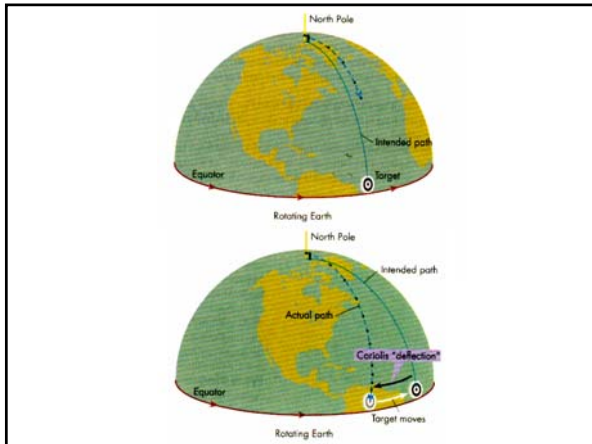 North Pole
Intended path
Equator
Target
Rotating Earth
North Pole
Intended path
Actual path
Coriolis "deflection"
Equator
Target moves
Rotating Earth